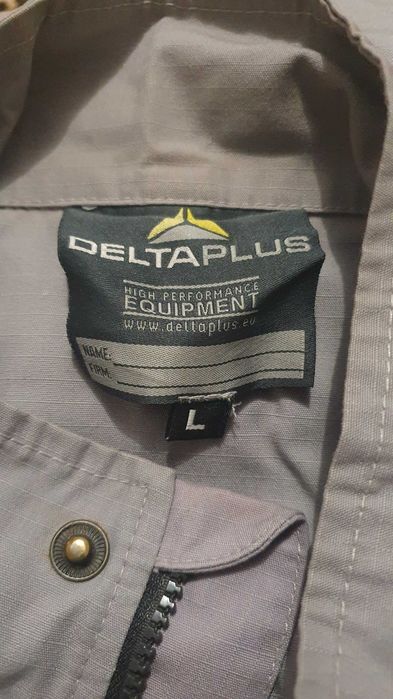 DELTAPLUS
HIGH PERFORMANCE
EQUIPMENT
www.deltaplus.eu
NAME:
FIRM:
L